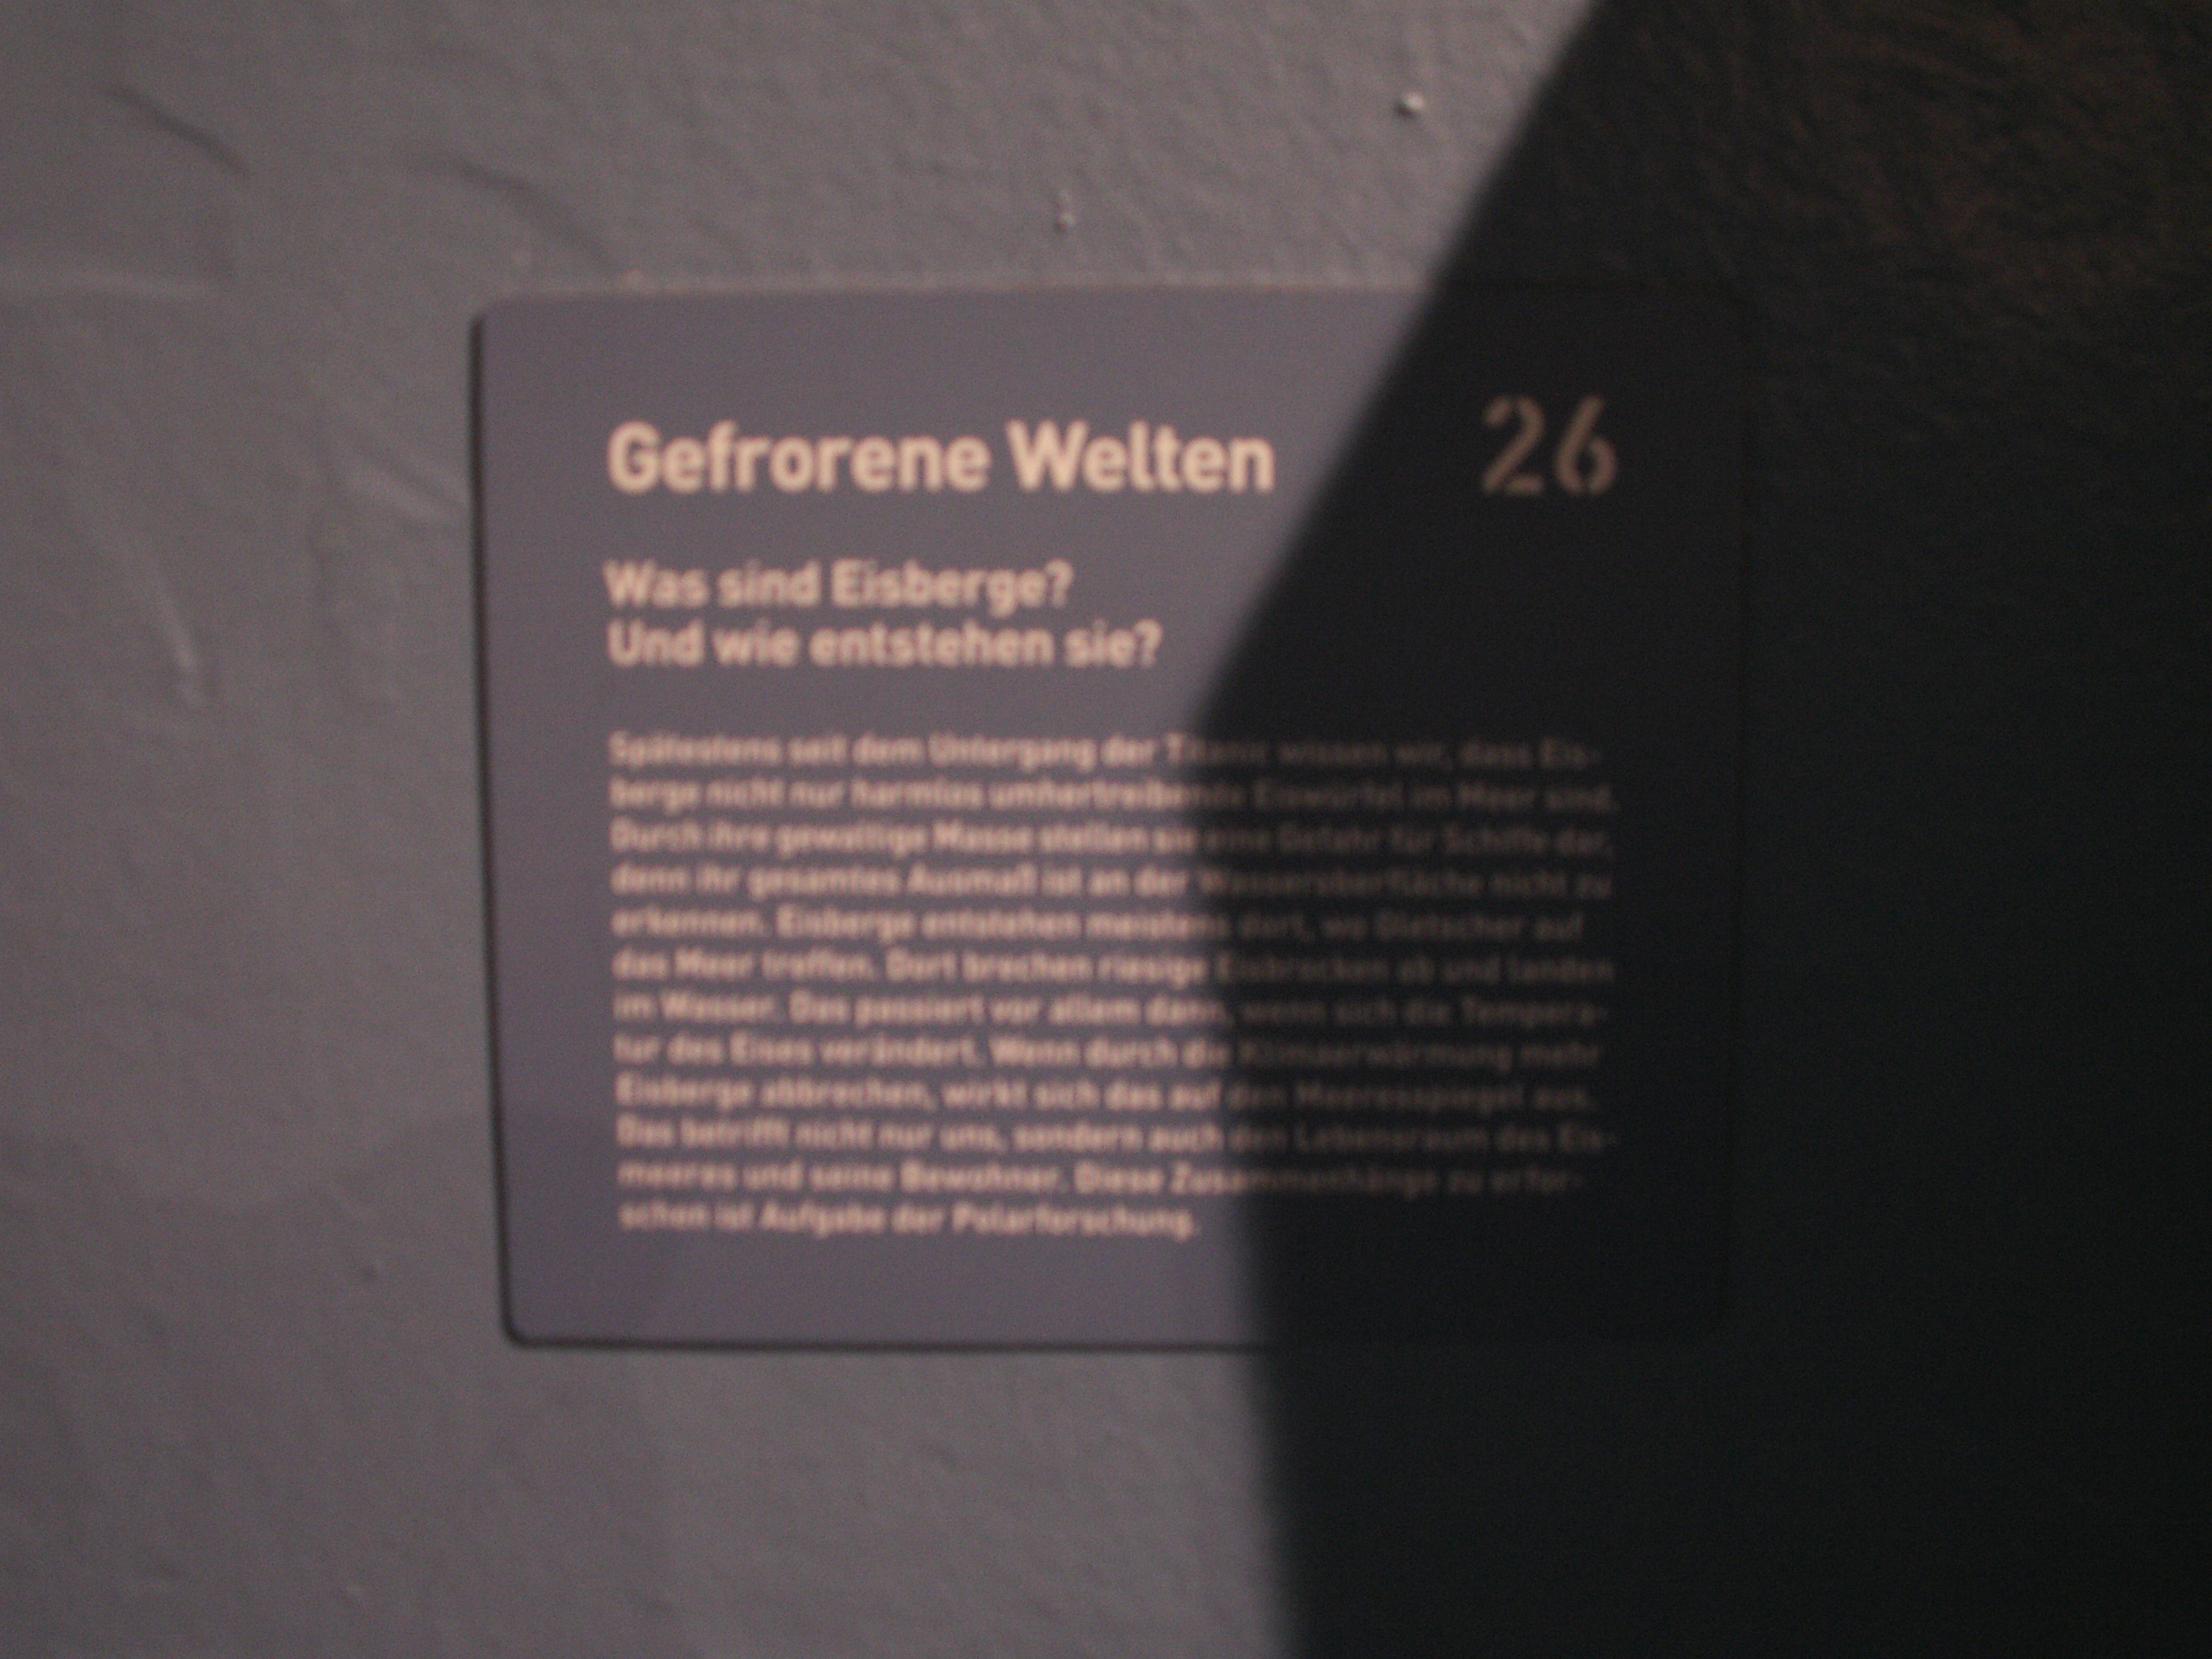 Gefrorene Welten 26
Was sind Eisberge?
Und wie entstehen sie?
Spätestens seit dem Untergang der Titanic wissen wir, dass Eis-
berge nicht nur harmlos umhertreibende Eiswürfel im Meer sind.
Durch ihre gewaltige Masse stellen sie eine Gefahr für Schiffe dar,
denn ihr gesamtes Ausmaß ist an der Wasseroberfläche nicht zu
erkennen. Eisberge entstehen meistens dort, wo Gletscher auf
das Meer treffen. Dort brechen riesige Eisbrocken ab und landen
im Wasser. Das passiert vor allem dann, wenn sich die Tempera-
tur des Eises verändert. Wenn durch die Klimaerwärmung mehr
Eisberge abbrechen, wirkt sich das auf den Meeresspiegel aus.
Das betrifft nicht nur uns, sondern auch den Lebensraum des Eis-
meeres und seine Bewohner. Diese Zusammenhänge zu erfor-
schen ist Aufgabe der Polarforschung.